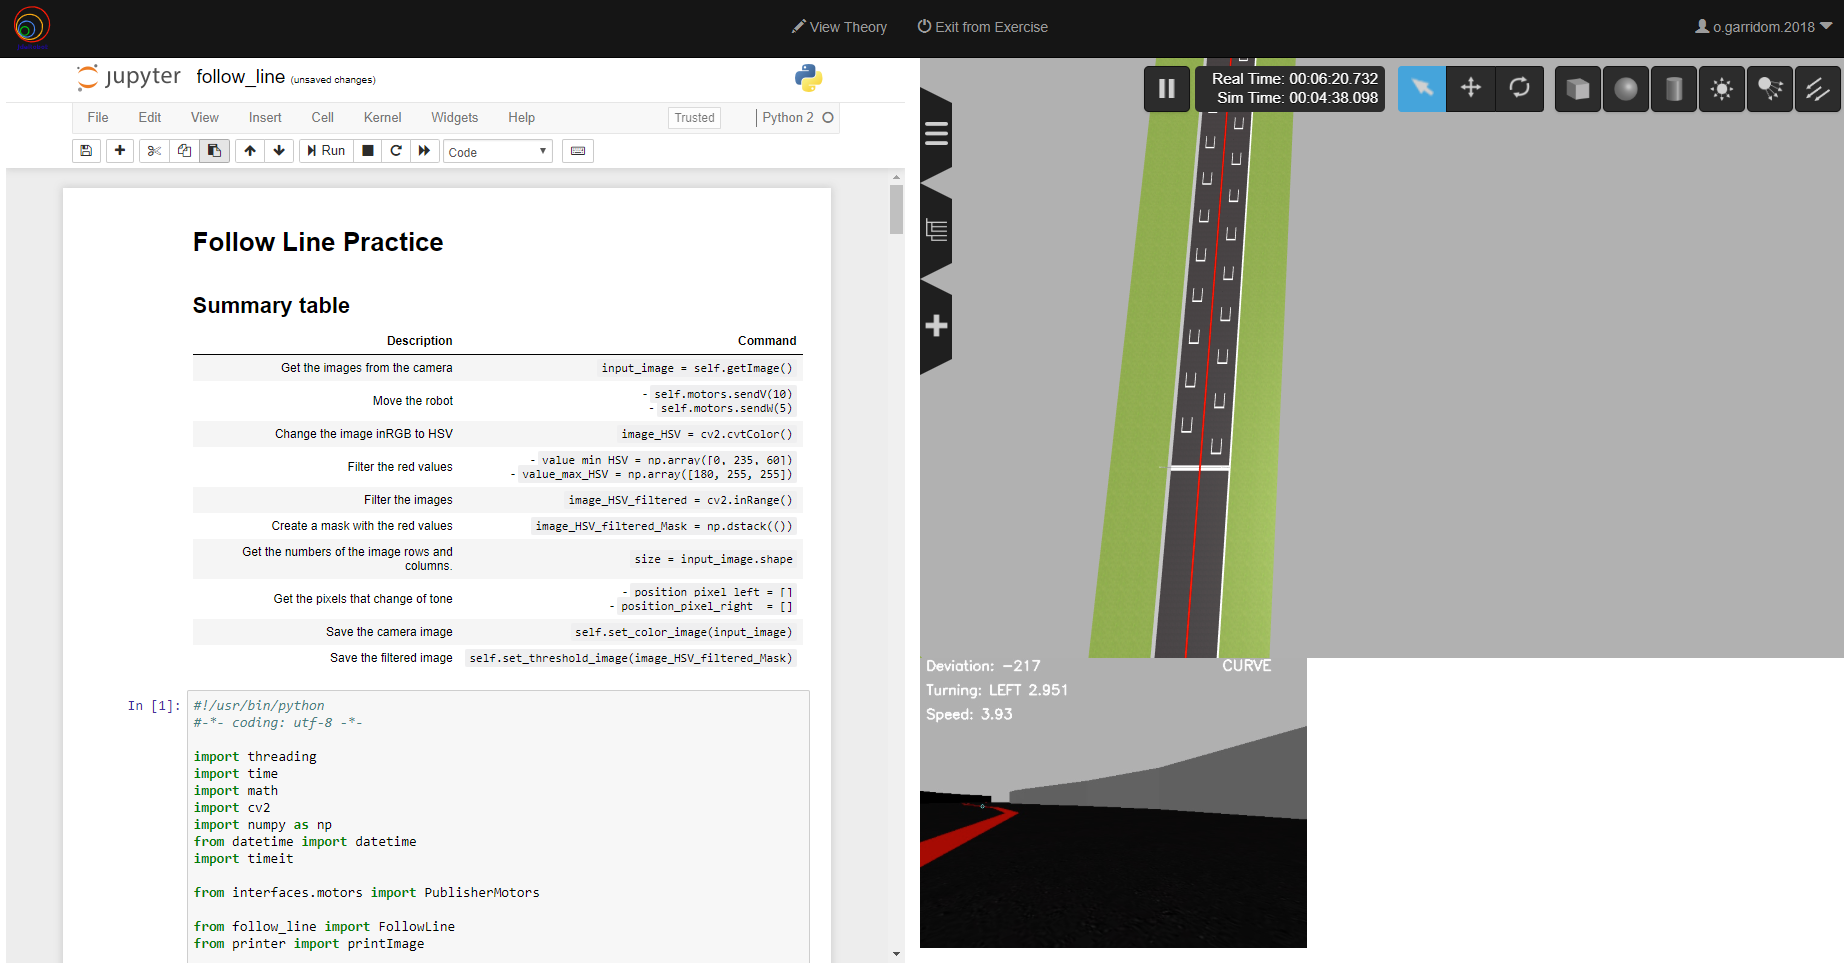 View Theory
Exit from Exercise
o.garridom.2018
jupyter follow_line (unsaved changes)
File Edit View Insert Cell Kernel Widgets Help
Trusted
Python 2
Run
Code
Follow Line Practice
Summary table
Description Command
Get the images from the camera input_image = self.getImage()
Move the robot - self.motors.sendV(10)
- self.motors.sendW(5)
Change the image inRGB to HSV image_HSV = cv2.cvtColor()
Filter the red values - value_min_HSV = np.array([0, 235, 60])
- value_max_HSV = np.array([180, 255, 255])
Filter the images image_HSV_filtered = cv2.inRange()
Create a mask with the red values image_HSV_filtered_Mask = np.dstack(())
Get the numbers of the image rows and
columns. size = input_image.shape
Get the pixels that change of tone - position_pixel_left = []
- position_pixel_right  = []
Save the camera image self.set_color_image(input_image)
Save the filtered image self.set_threshold_image(image_HSV_filtered_Mask)
In [1]:
#!/usr/bin/python
#-*- coding: utf-8 -*-
import threading
import time
import math
import cv2
import numpy as np
from datetime import datetime
import timeit
from interfaces.motors import PublisherMotors
from follow_line import FollowLine
from printer import printImage
Real Time: 00:06:20.732
Sim Time: 00:04:38.098
Deviation: -217 CURVE
Turning: LEFT 2.951
Speed: 3.93